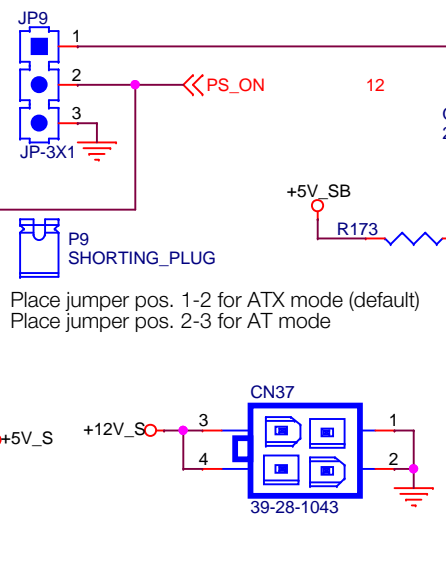 JP9
1
2
PS_ON
12
3
JP-3X1
+5V_SB
R173
P9
SHORTING_PLUG
Place jumper pos. 1-2 for ATX mode (default)
Place jumper pos. 2-3 for AT mode
CN37
+5V_S
+12V_S
3
1
4
2
39-28-1043